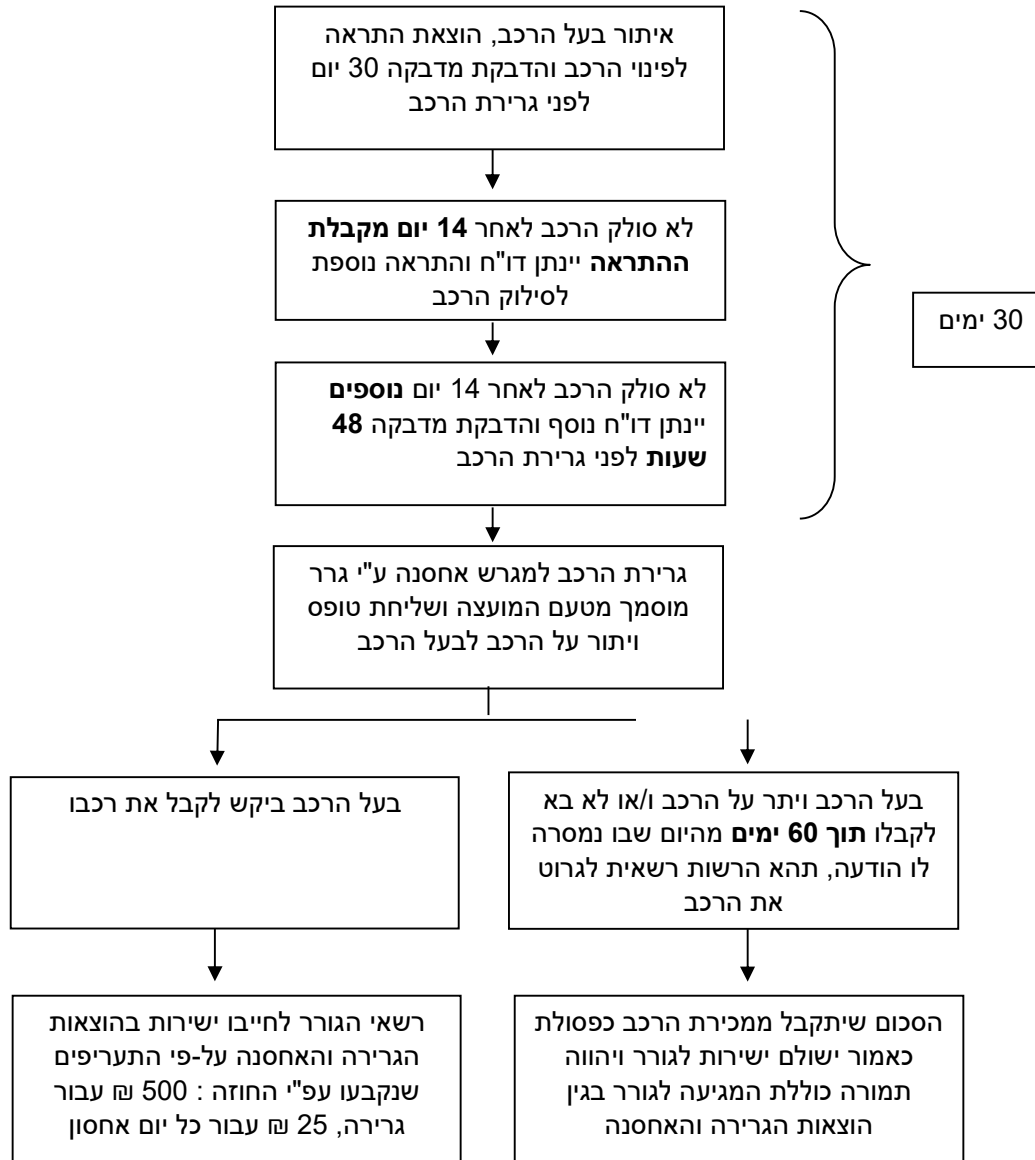 איתור בעל הרכב, הוצאת התראה
לפינוי הרכב והדבקת מדבקה 30 יום
לפני גרירת הרכב
לא סולק הרכב לאחר 14 יום מקבלת
ההתראה יינתן דו"ח והתראה נוספת
לסילוק הרכב
30 ימים
לא סולק הרכב לאחר 14 יום נוספים
יינתן דו"ח נוסף והדבקת מדבקה 48
שעות לפני גרירת הרכב
גרירת הרכב למגרש אחסנה ע"י גרר
מוסמך מטעם המועצה ושליחת טופס
ויתור על הרכב לבעל הרכב
בעל הרכב ויתר על הרכב ו/או לא בא
לקבלו תוך 60 ימים מהיום שבו נמסרה
לו הודעה, תהא הרשות רשאית לגרוט
את הרכב
בעל הרכב ביקש לקבל את רכבו
הסכום שיתקבל ממכירת הרכב כפסולת
כאמור ישולם ישירות לגורר ויהווה
תמורה כוללת המגיעה לגורר בגין
הוצאות הגרירה והאחסנה
רשאי הגורר לחייבו ישירות בהוצאות
הגרירה והאחסנה על-פי התעריפים
שנקבעו עפ"י החוזה : 500 ₪ עבור
גרירה, 25 ₪ עבור כל יום אחסון